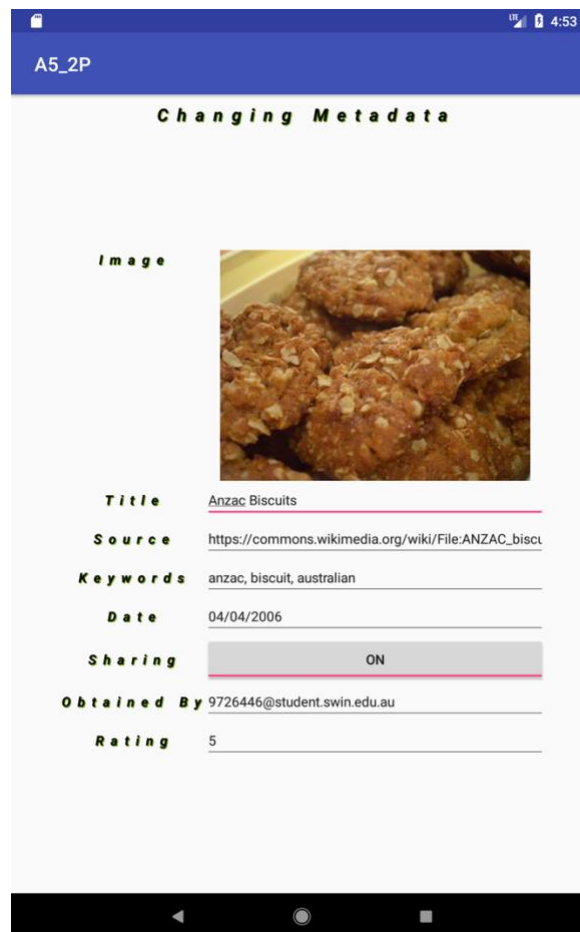 LTE 4:53
A5_2P
Changing Metadata
Image
Title Anzac Biscuits
Source https://commons.wikimedia.org/wiki/File:ANZAC_biscu
Keywords anzac, biscuit, australian
Date 04/04/2006
Sharing ON
Obtained By 9726446@student.swin.edu.au
Rating 5